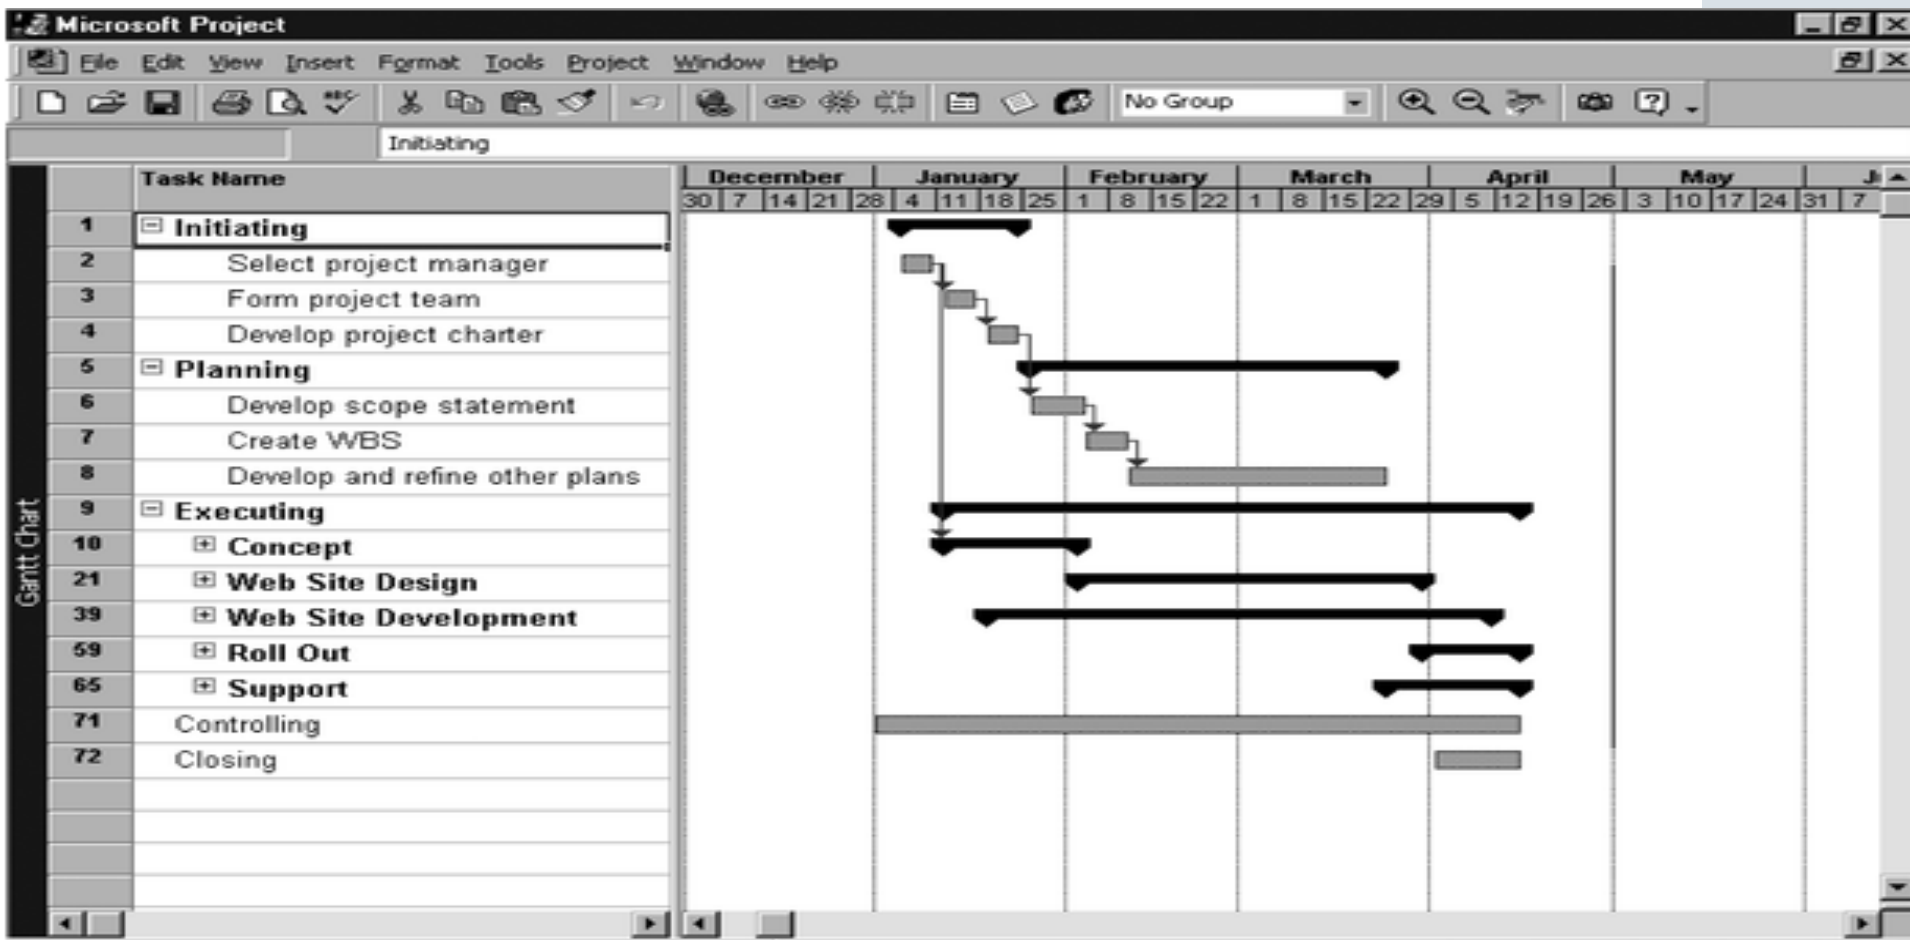 Microsoft Project
File Edit View Insert Format Tools Project Window Help
No Group
Initiating
Task Name December January February March April May
30 7 14 21 28 4 11 18 25 1 8 15 22 1 8 15 22 29 5 12 19 26 3 10 17 24 31 7
1 Initiating
2 Select project manager
3 Form project team
4 Develop project charter
5 Planning
6 Develop scope statement
7 Create WBS
8 Develop and refine other plans
9 Executing
10 Concept
21 Web Site Design
39 Web Site Development
59 Roll Out
65 Support
71 Controlling
72 Closing
Gantt Chart